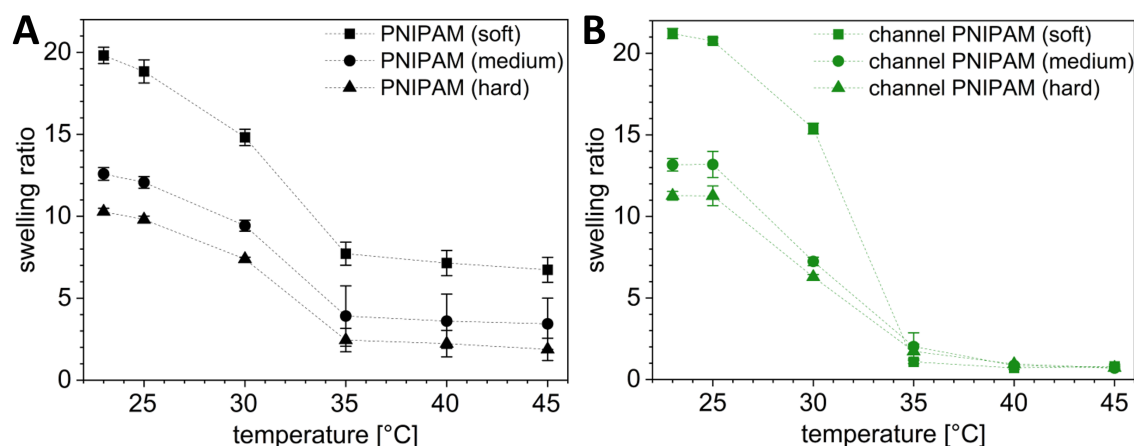 A
PNIPAM (soft)
PNIPAM (medium)
PNIPAM (hard)
swelling ratio
20
15
10
5
0
25 30 35 40 45
temperature [°C]
B
channel PNIPAM (soft)
channel PNIPAM (medium)
channel PNIPAM (hard)
swelling ratio
20
15
10
5
0
25 30 35 40 45
temperature [°C]